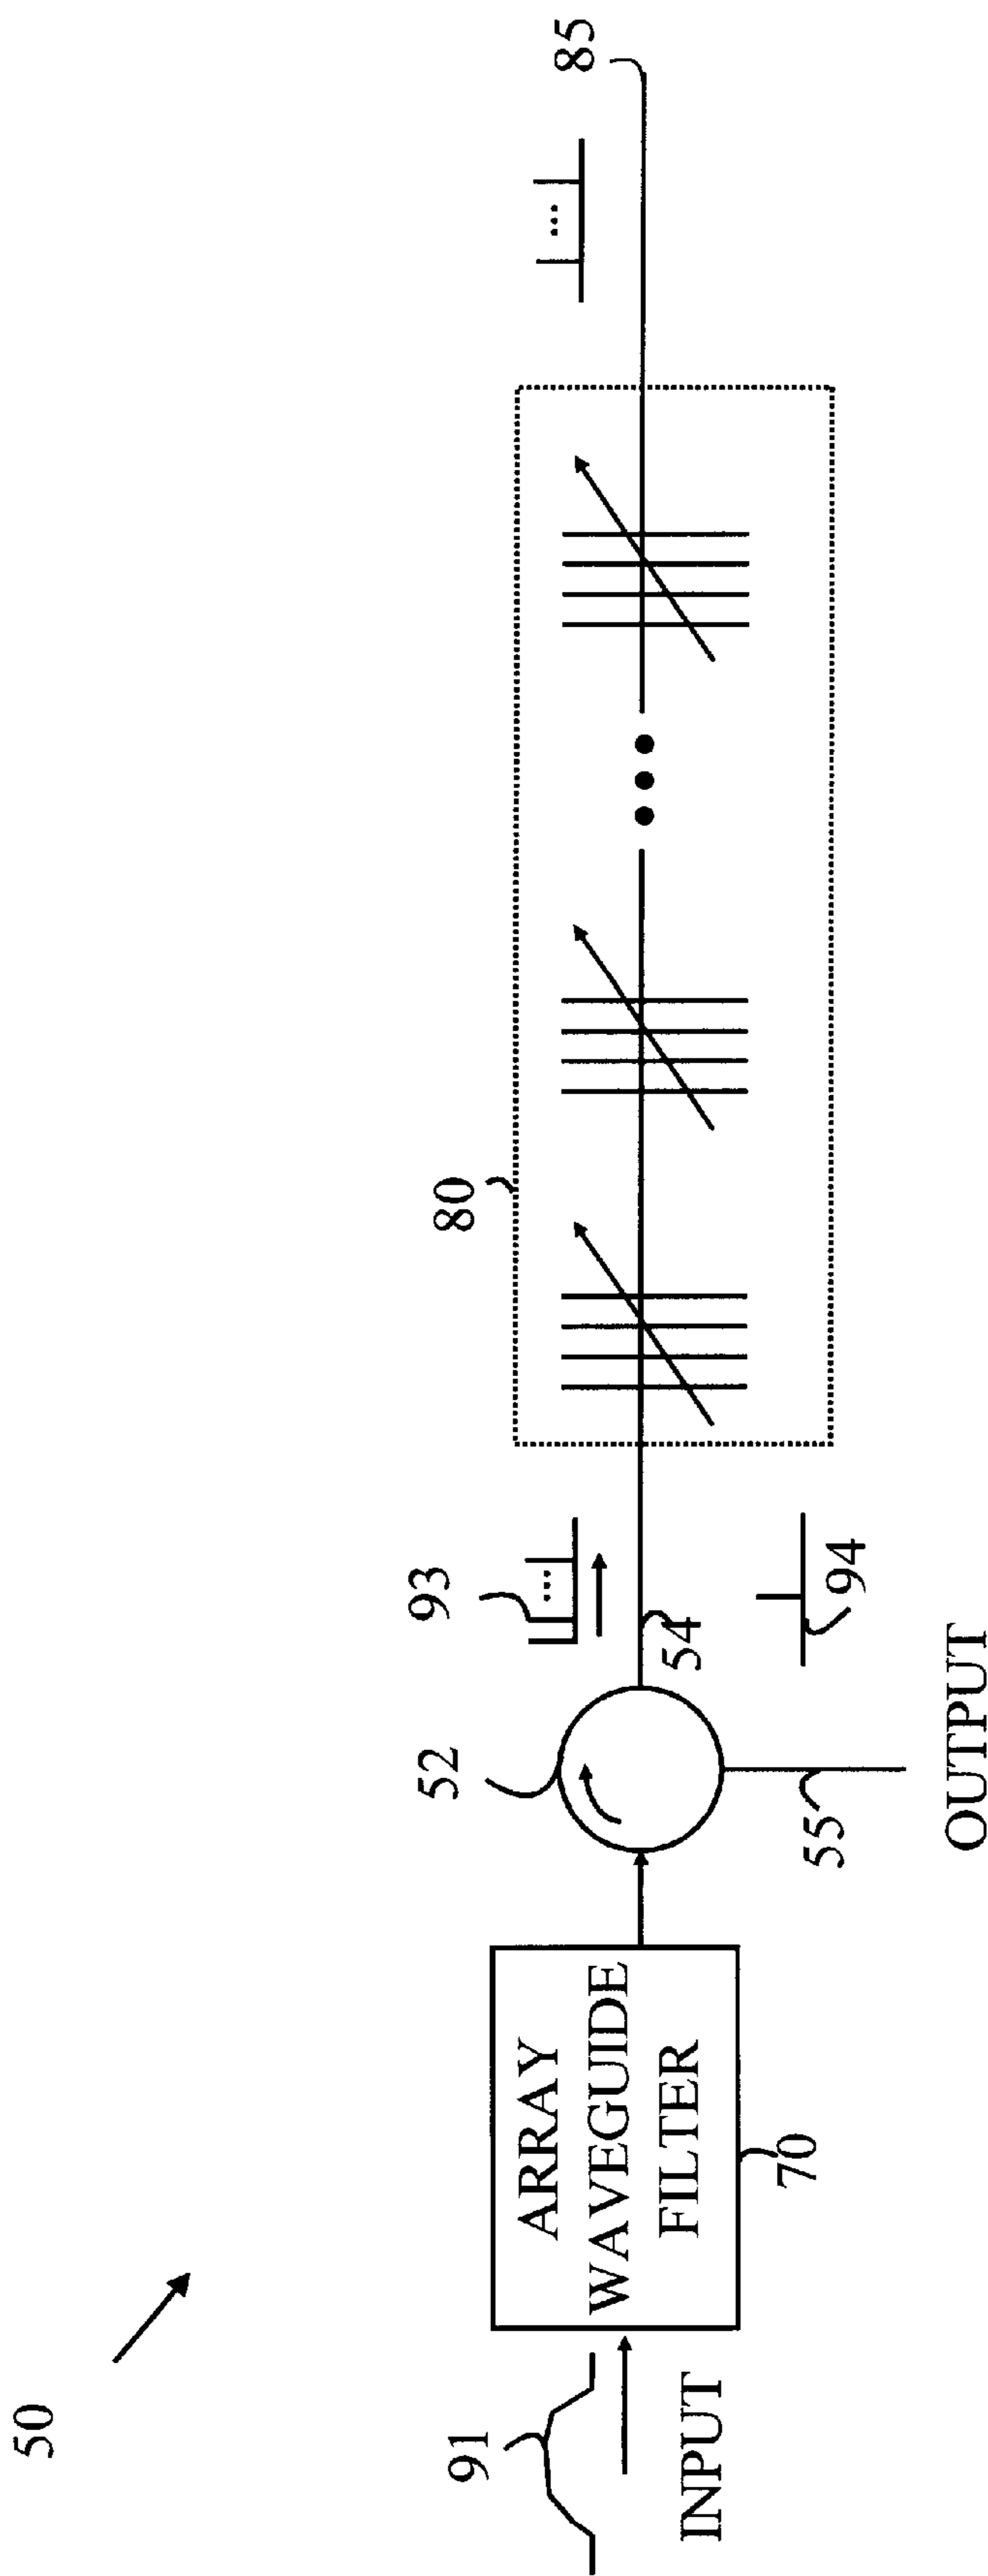 50
91
INPUT
ARRAY
WAVEGUIDE
FILTER
70
52
55
OUTPUT
93
...
54
94
80
...
85